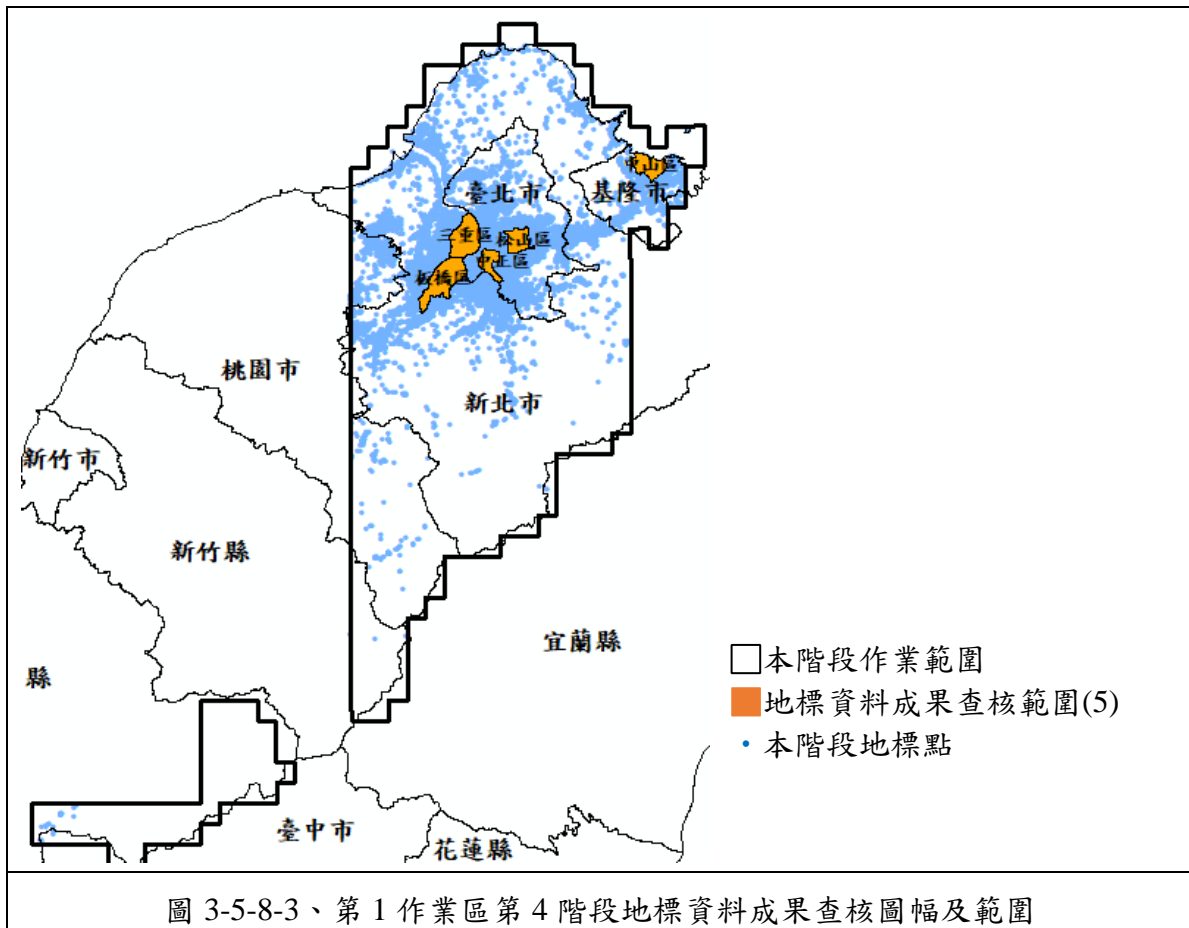 中山區
臺北市
基隆市
三重區
松山區
中正區
板橋區
桃園市
新北市
新竹市
新竹縣
宜蘭縣
縣
臺中市
花蓮縣
本階段作業範圍
地標資料成果查核範圍(5)
本階段地標點
圖 3-5-8-3、第 1 作業區第 4 階段地標資料成果查核圖幅及範圍